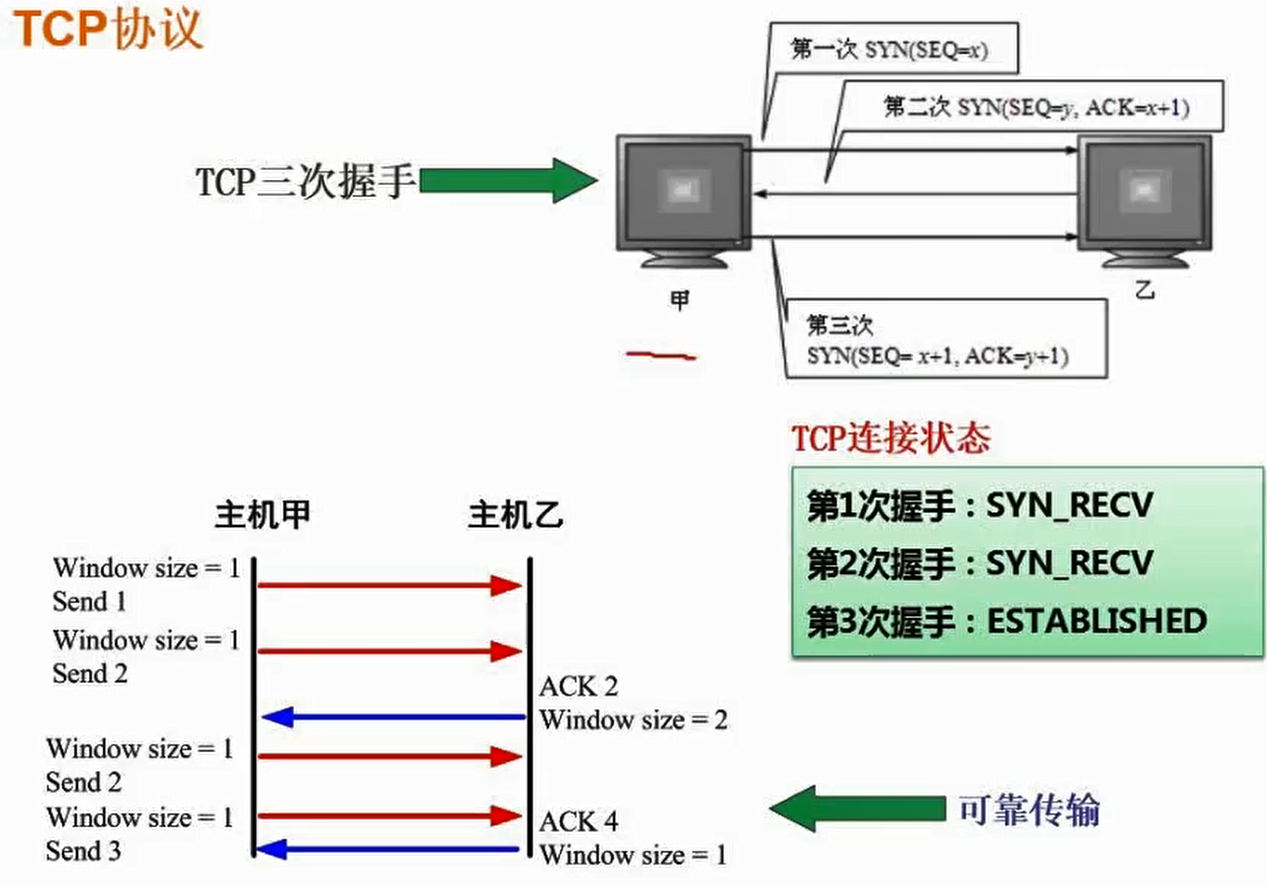 TCP协议
第一次 SYN(SEQ=x)
第二次 SYN(SEQ=y, ACK=x+1)
TCP三次握手
甲
乙
第三次
SYN(SEQ= x+1, ACK=y+1)
TCP连接状态
第1次握手：SYN_RECV
第2次握手：SYN_RECV
第3次握手：ESTABLISHED
主机甲
主机乙
Window size = 1
Send 1
Window size = 1
Send 2
ACK 2
Window size = 2
Window size = 1
Send 2
Window size = 1
Send 3
ACK 4
Window size = 1
可靠传输